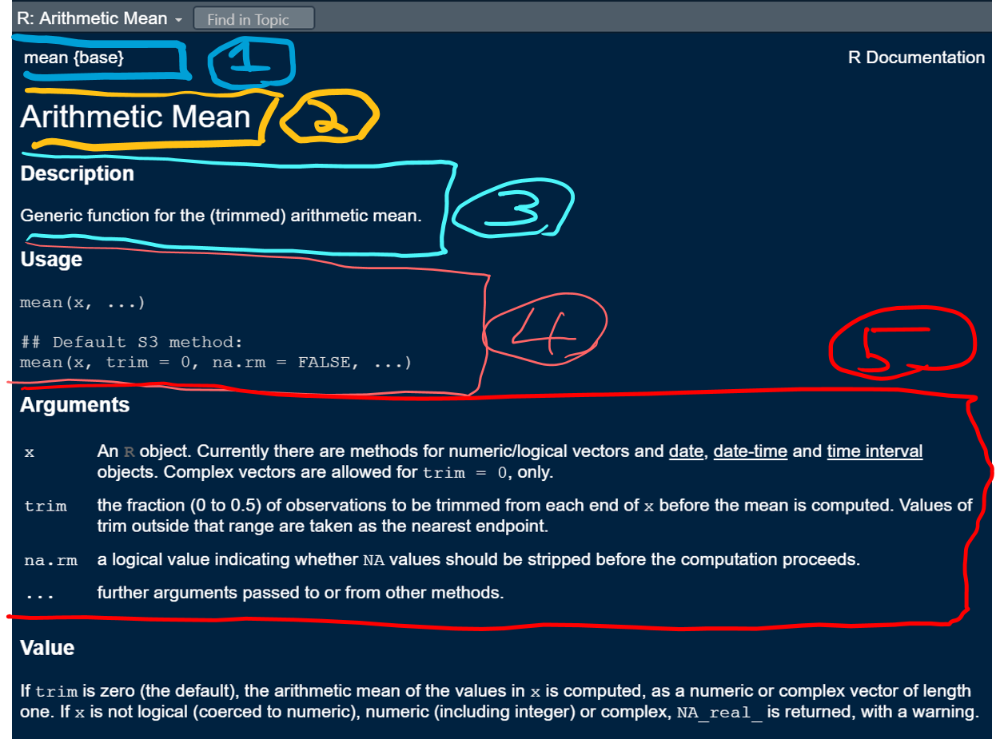 R: Arithmetic Mean
Find in Topic
mean {base}
1
R Documentation
Arithmetic Mean
2
Description
Generic function for the (trimmed) arithmetic mean.
3
Usage
mean(x, ...)
## Default S3 method:
mean(x, trim = 0, na.rm = FALSE, ...)
4
5
Arguments
x An R object. Currently there are methods for numeric/logical vectors and date, date-time and time interval
objects. Complex vectors are allowed for trim = 0, only.
trim the fraction (0 to 0.5) of observations to be trimmed from each end of x before the mean is computed. Values of
trim outside that range are taken as the nearest endpoint.
na.rm a logical value indicating whether NA values should be stripped before the computation proceeds.
... further arguments passed to or from other methods.
Value
If trim is zero (the default), the arithmetic mean of the values in x is computed, as a numeric or complex vector of length
one. If x is not logical (coerced to numeric), numeric (including integer) or complex, NA_real_ is returned, with a warning.